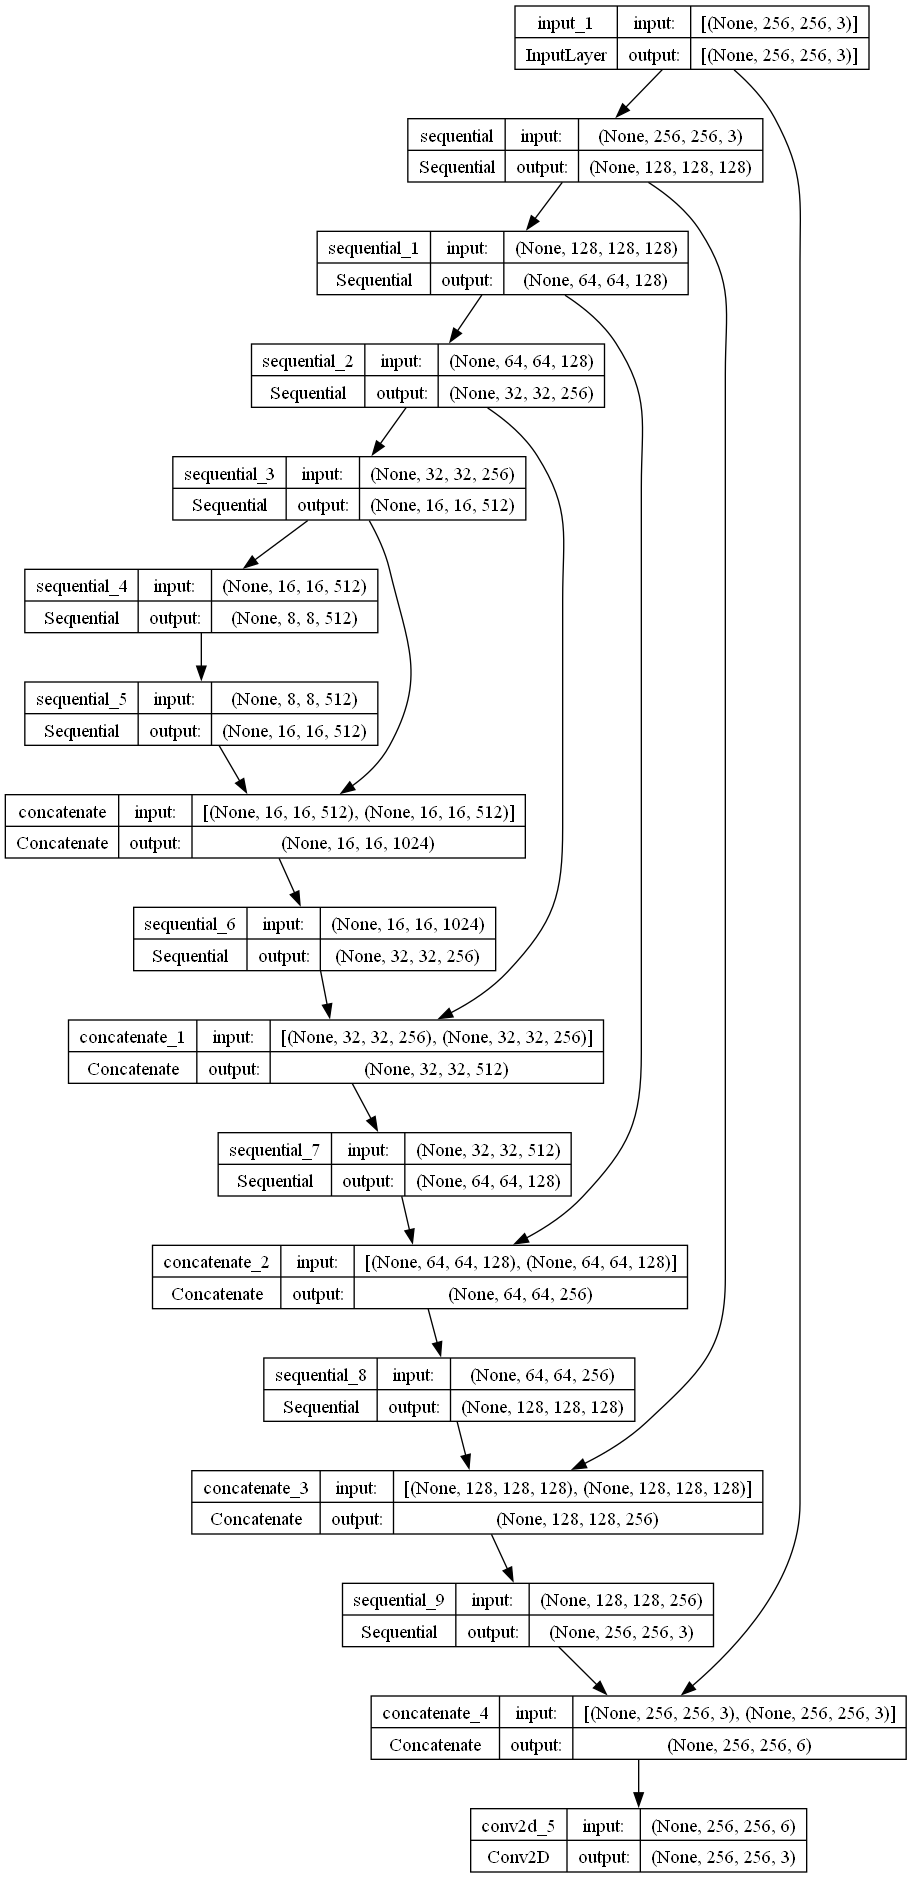 input_1 input: [(None, 256, 256, 3)]
InputLayer output: [(None, 256, 256, 3)]
sequential input: (None, 256, 256, 3)
Sequential output: (None, 128, 128, 128)
sequential_1 input: (None, 128, 128, 128)
Sequential output: (None, 64, 64, 128)
sequential_2 input: (None, 64, 64, 128)
Sequential output: (None, 32, 32, 256)
sequential_3 input: (None, 32, 32, 256)
Sequential output: (None, 16, 16, 512)
sequential_4 input: (None, 16, 16, 512)
Sequential output: (None, 8, 8, 512)
sequential_5 input: (None, 8, 8, 512)
Sequential output: (None, 16, 16, 512)
concatenate input: [(None, 16, 16, 512), (None, 16, 16, 512)]
Concatenate output: (None, 16, 16, 1024)
sequential_6 input: (None, 16, 16, 1024)
Sequential output: (None, 32, 32, 256)
concatenate_1 input: [(None, 32, 32, 256), (None, 32, 32, 256)]
Concatenate output: (None, 32, 32, 512)
sequential_7 input: (None, 32, 32, 512)
Sequential output: (None, 64, 64, 128)
concatenate_2 input: [(None, 64, 64, 128), (None, 64, 64, 128)]
Concatenate output: (None, 64, 64, 256)
sequential_8 input: (None, 64, 64, 256)
Sequential output: (None, 128, 128, 128)
concatenate_3 input: [(None, 128, 128, 128), (None, 128, 128, 128)]
Concatenate output: (None, 128, 128, 256)
sequential_9 input: (None, 128, 128, 256)
Sequential output: (None, 256, 256, 3)
concatenate_4 input: [(None, 256, 256, 3), (None, 256, 256, 3)]
Concatenate output: (None, 256, 256, 6)
conv2d_5 input: (None, 256, 256, 6)
Conv2D output: (None, 256, 256, 3)